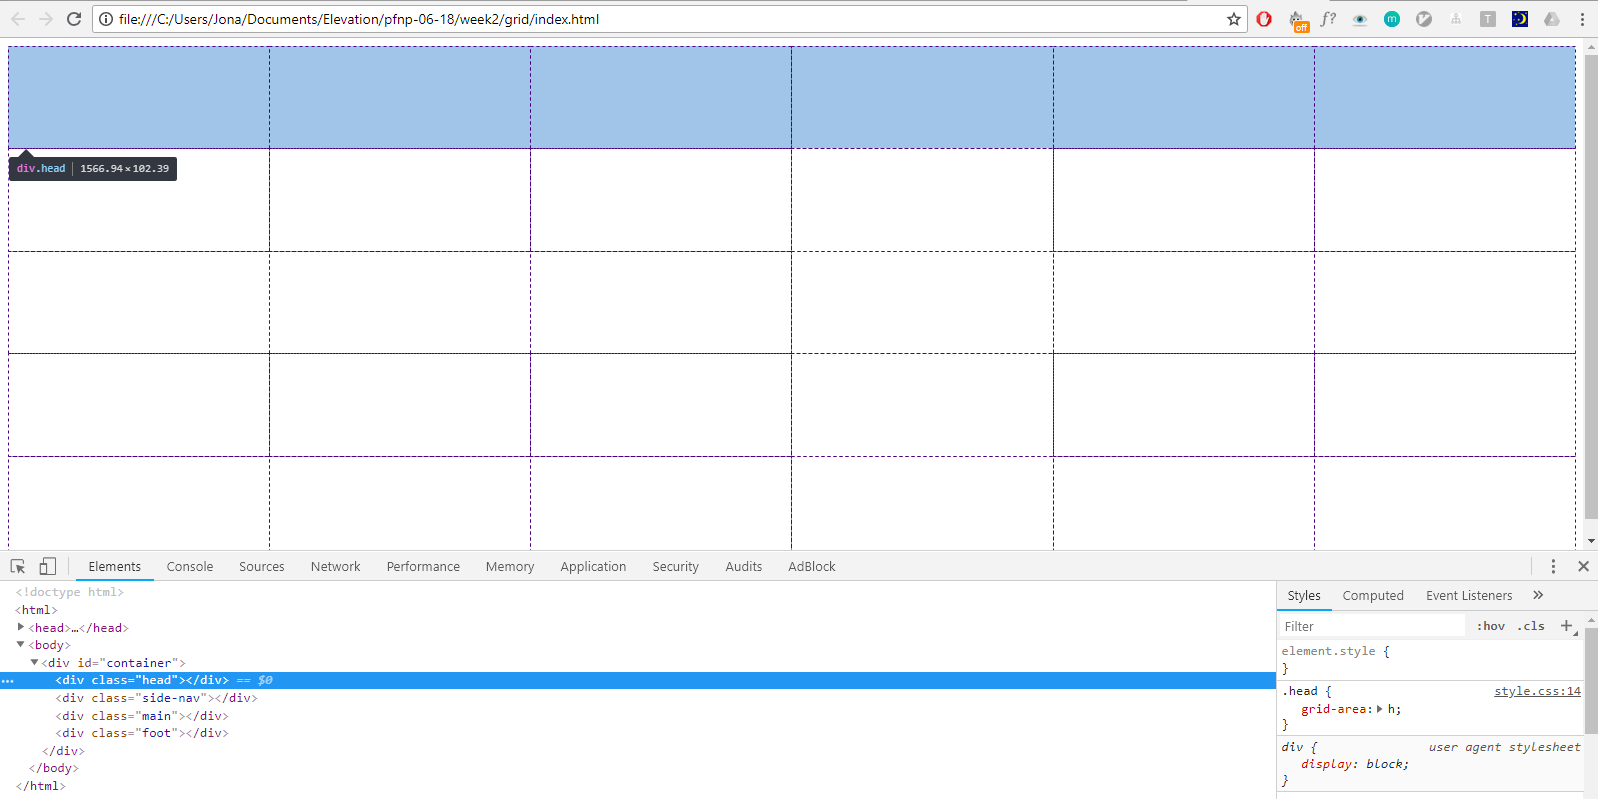 file:///C:/Users/Jona/Documents/Elevation/pfnp-06-18/week2/grid/index.html
off
f?
m
T
div.head 1566.94×102.39
Elements Console Sources Network Performance Memory Application Security Audits AdBlock
<!doctype html>
<html>
<head>…</head>
<body>
<div id="container">
<div class="head"></div> == $0
<div class="side-nav"></div>
<div class="main"></div>
<div class="foot"></div>
</div>
</body>
</html>
Styles Computed Event Listeners »
Filter :hov .cls +
element.style {
}
.head { style.css:14
grid-area: h;
}
div { user agent stylesheet
display: block;
}